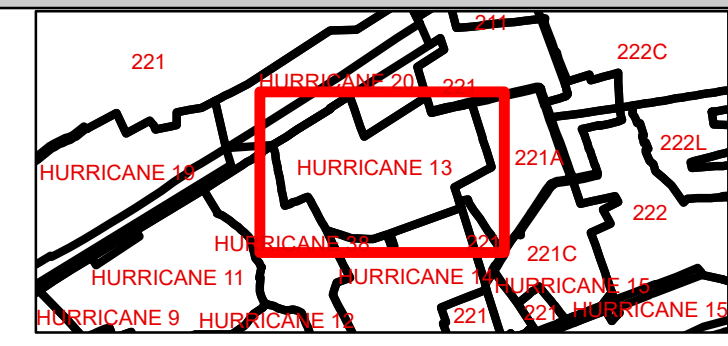 211
221
222C
HURRICANE 20
221
HURRICANE 19
HURRICANE 13
221A
222L
222
HURRICANE 38
221
221C
HURRICANE 11
HURRICANE 14
HURRICANE 15
HURRICANE 9
HURRICANE 12
221
221
HURRICANE 15